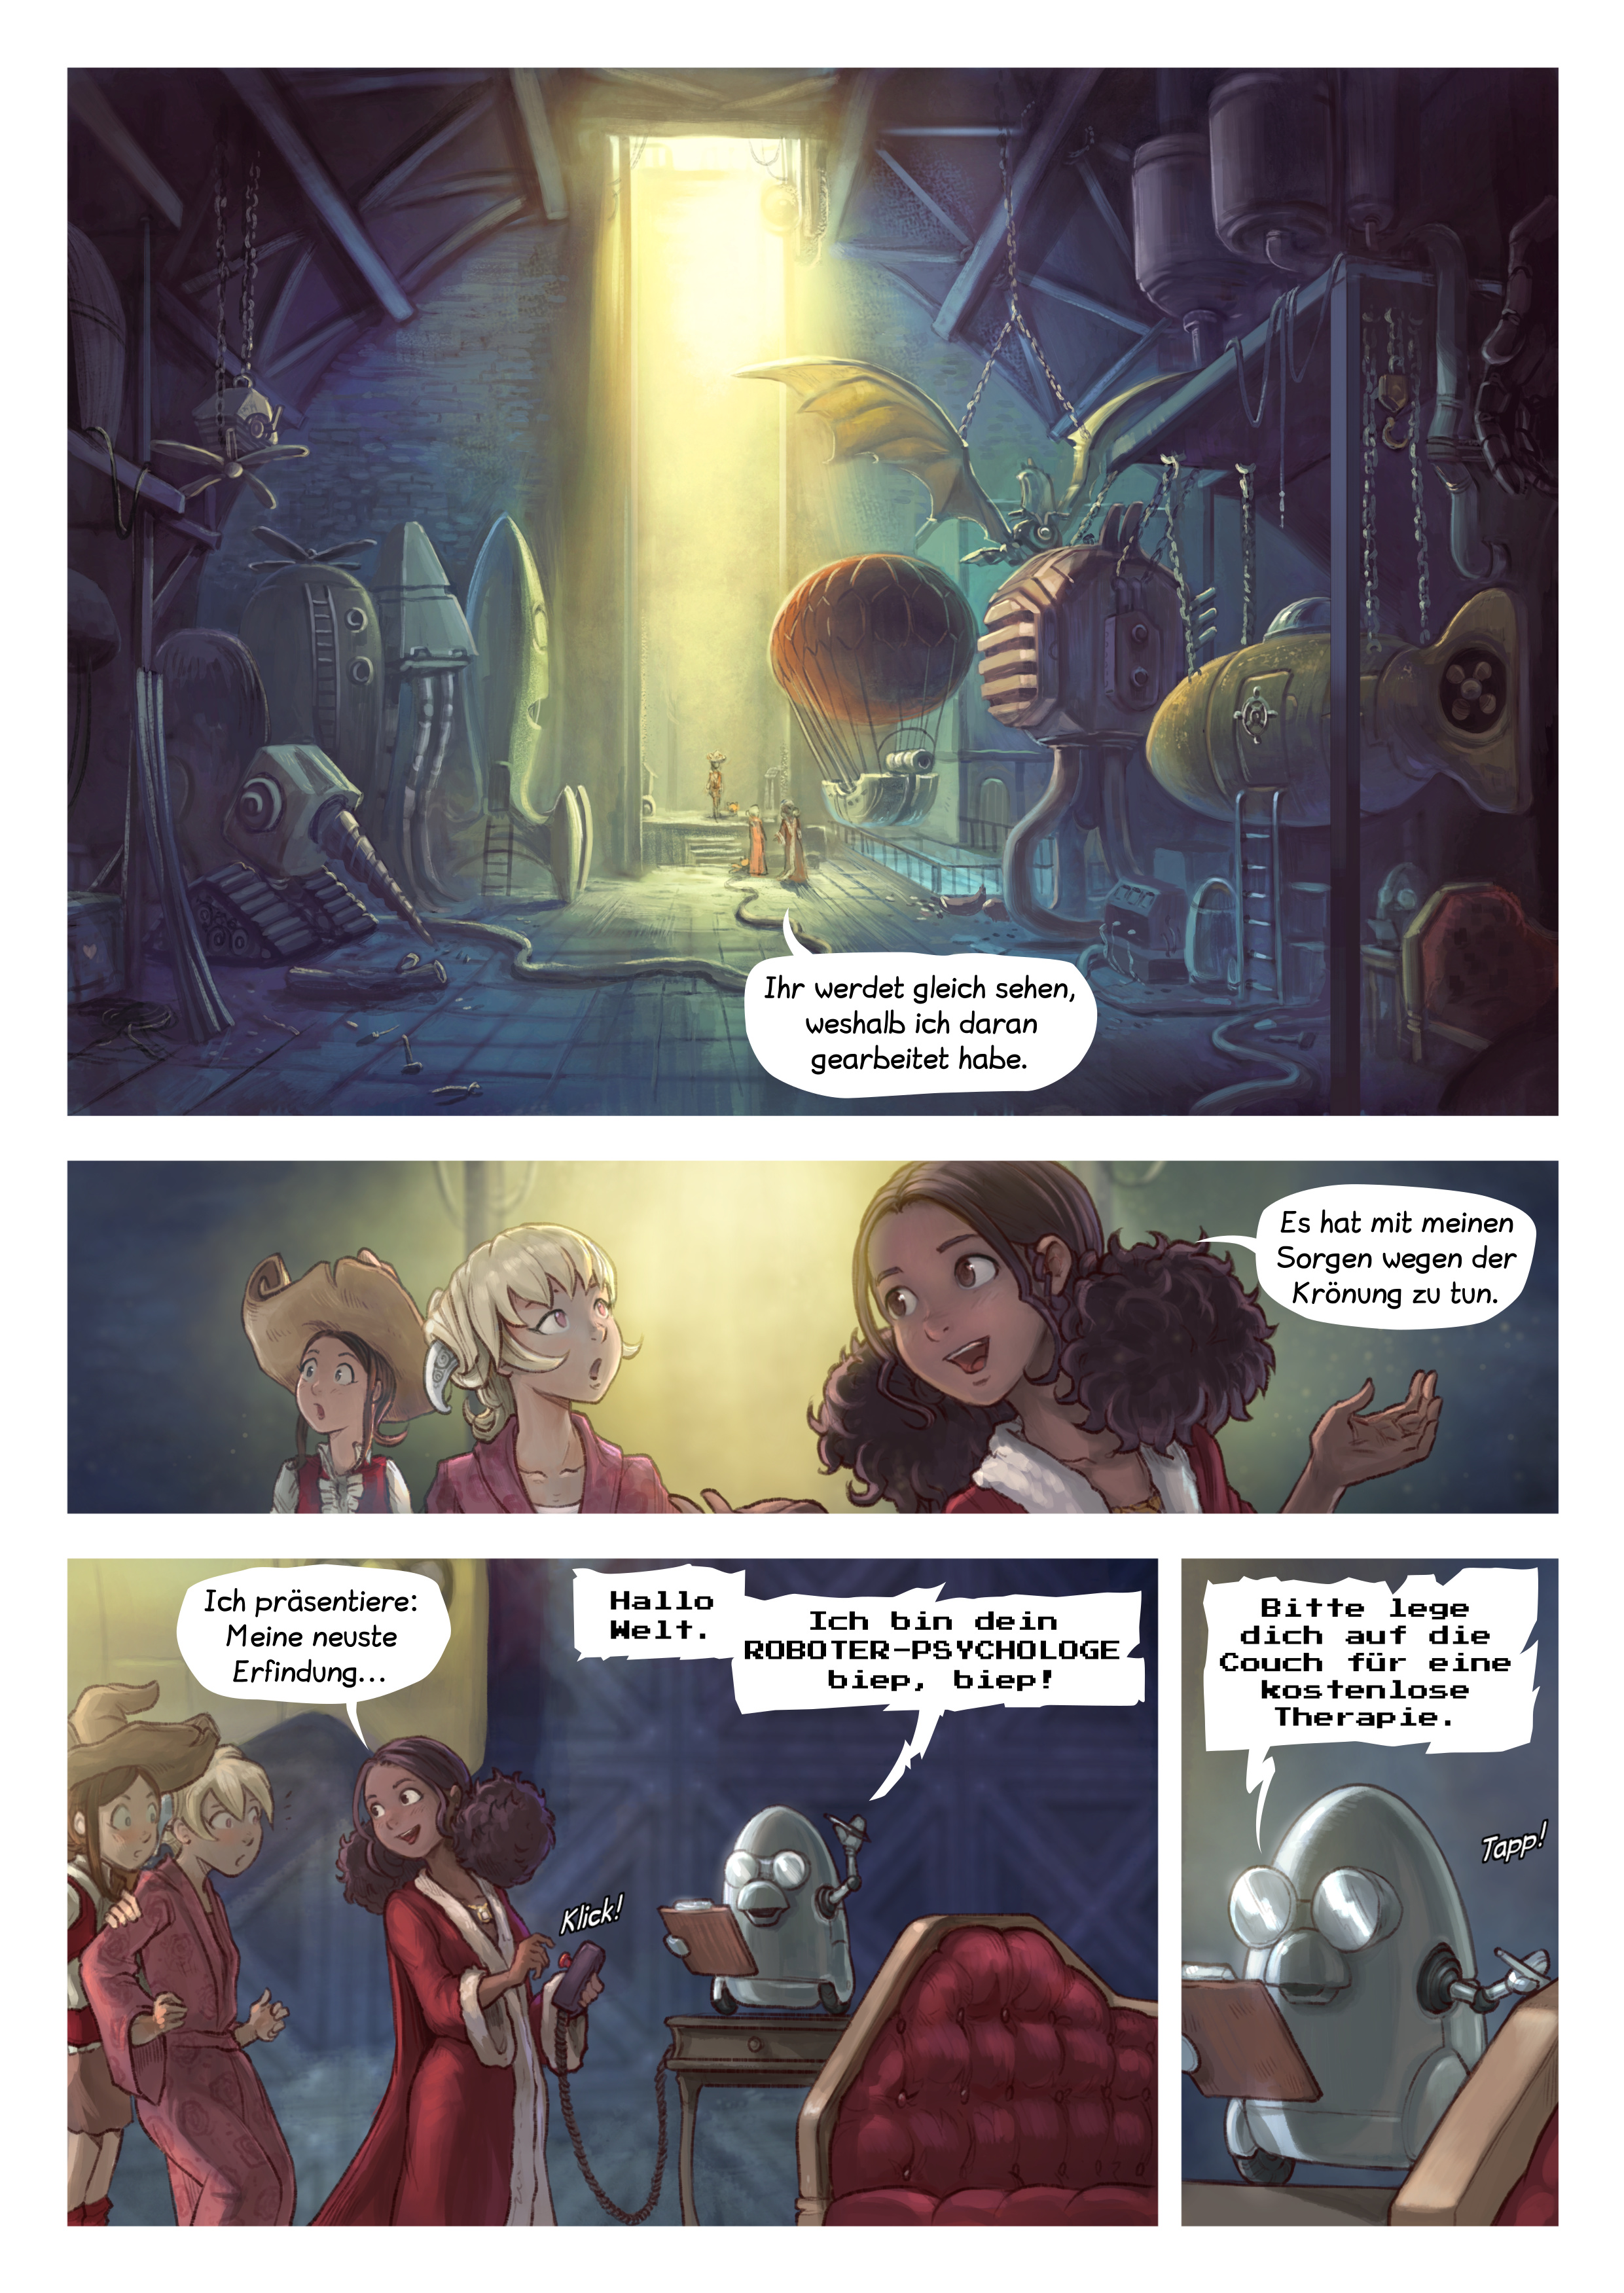 Ihr werdet gleich sehen,
weshalb ich daran
gearbeitet habe.
Es hat mit meinen
Sorgen wegen der
Krönung zu tun.
Ich präsentiere:
Meine neuste
Erfindung...
Hallo
Welt.
Ich bin dein
ROBOTER-PSYCHOLOGE
biep, biep!
Klick!
Bitte lege
dich auf die
Couch für eine
kostenlose
Therapie.
Tapp!